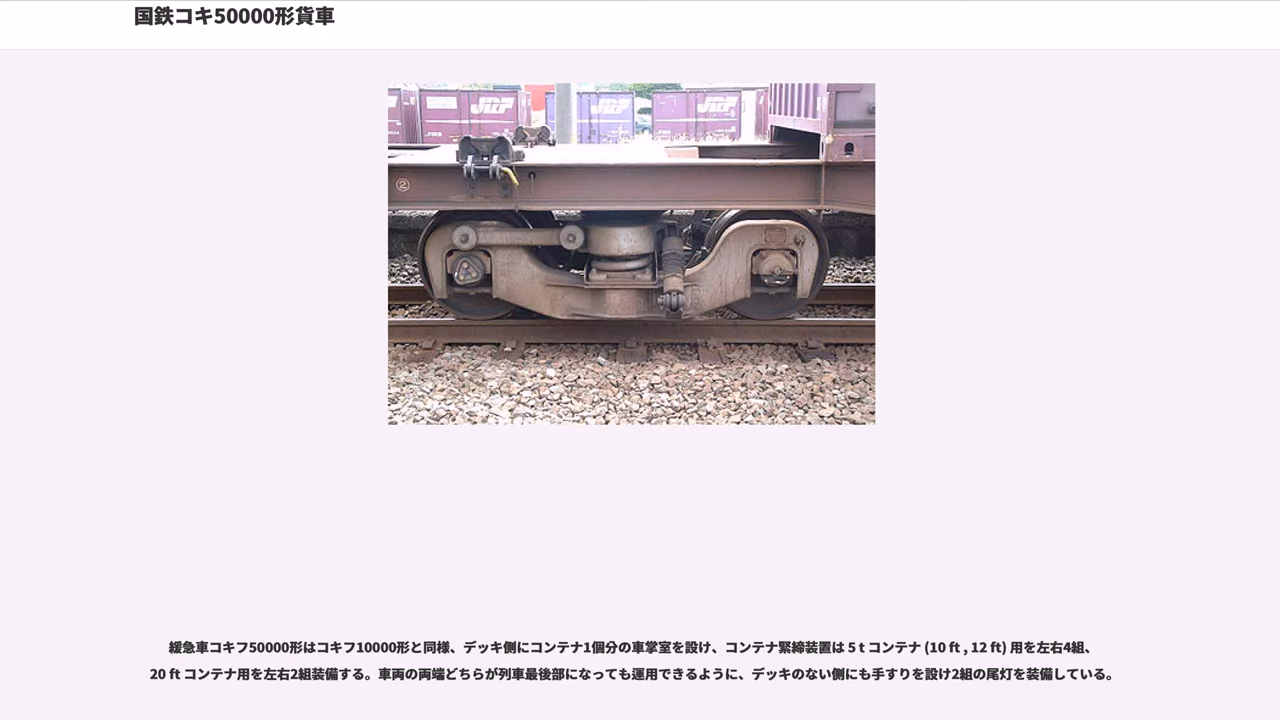 国鉄コキ50000形貨車
JRF
JRF
JRF
②
緩急車コキフ50000形はコキフ10000形と同様、デッキ側にコンテナ1個分の車掌室を設け、コンテナ緊締装置は 5 t コンテナ (10 ft , 12 ft) 用を左右4組、
20 ft コンテナ用を左右2組装備する。車両の両端どちらが列車最後部になっても運用できるように、デッキのない側にも手すりを設け2組の尾灯を装備している。